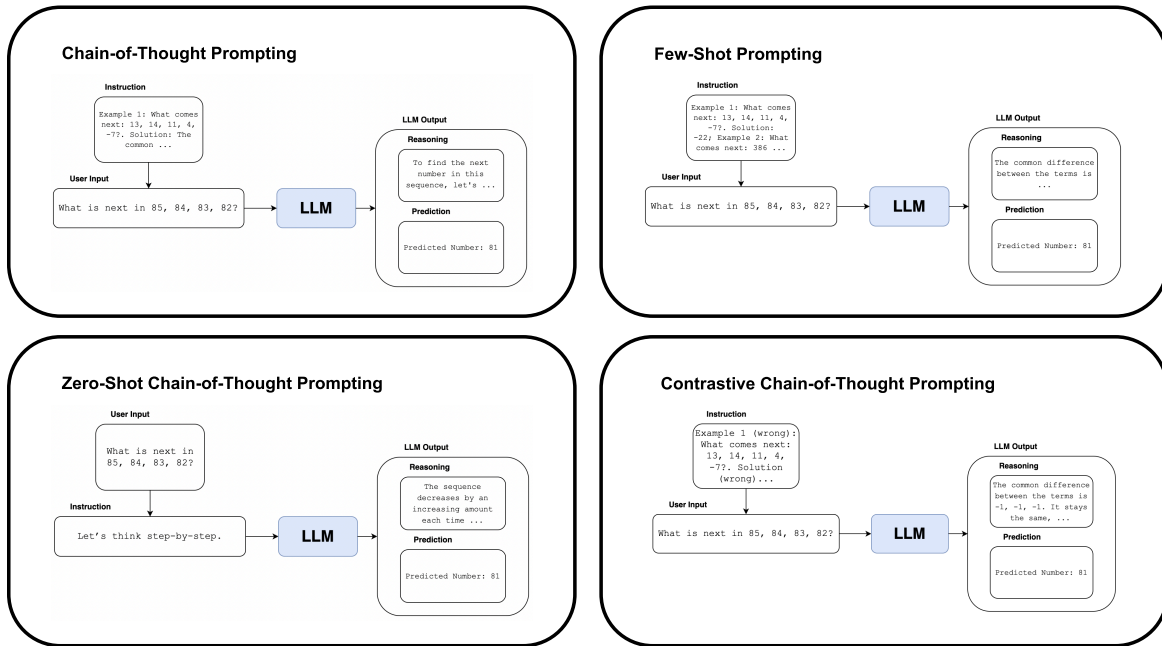 Chain-of-Thought Prompting
Instruction
Example 1: What comes
next: 13, 14, 11, 4,
-7?. Solution: The
common ...
User Input
What is next in 85, 84, 83, 82?
LLM
LLM Output
Reasoning
To find the next
number in this
sequence, let's ...
Prediction
Predicted Number: 81
Few-Shot Prompting
Instruction
Example 1: What comes
next: 13, 14, 11, 4,
-7?. Solution:
-22; Example 2: What
comes next: 386 ...
User Input
What is next in 85, 84, 83, 82?
LLM
LLM Output
Reasoning
The common difference
between the terms is
...
Prediction
Predicted Number: 81
Zero-Shot Chain-of-Thought Prompting
User Input
What is next in
85, 84, 83, 82?
Instruction
Let's think step-by-step.
LLM
LLM Output
Reasoning
The sequence
decreases by an
increasing amount
each time ...
Prediction
Predicted Number: 81
Contrastive Chain-of-Thought Prompting
Instruction
Example 1 (wrong):
What comes next:
13, 14, 11, 4,
-7?. Solution
(wrong)...
User Input
What is next in 85, 84, 83, 82?
LLM
LLM Output
Reasoning
The common difference
between the terms is
-1, -1, -1. It stays
the same, ...
Prediction
Predicted Number: 81